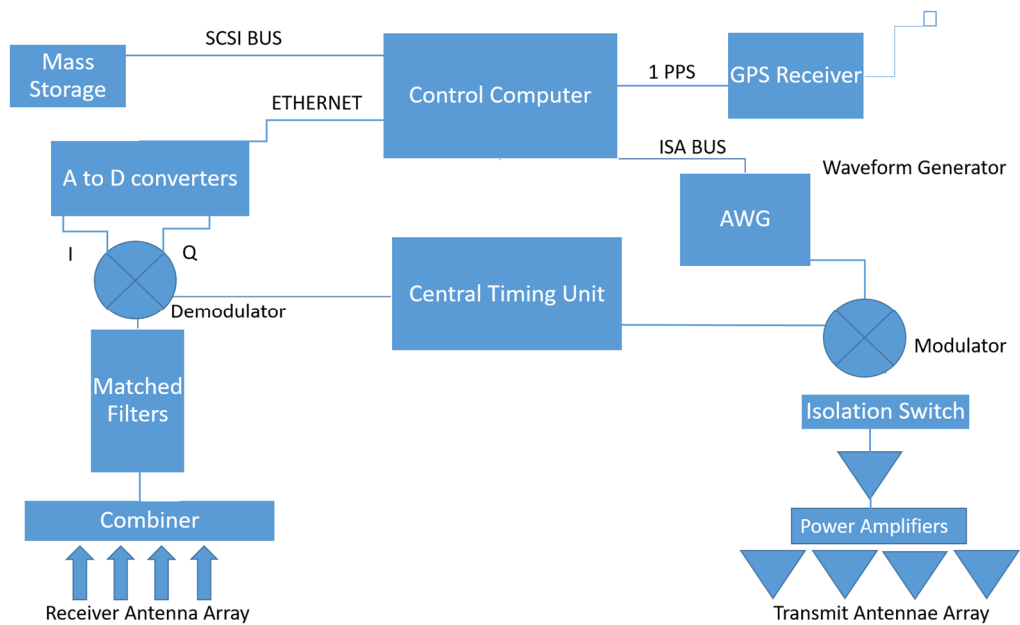 SCSI BUS
Mass
Storage
Control Computer
1 PPS
GPS Receiver
ETHERNET
ISA BUS
Waveform Generator
A to D converters
AWG
I
Q
Central Timing Unit
Demodulator
Modulator
Matched
Filters
Isolation Switch
Combiner
Power Amplifiers
Receiver Antenna Array
Transmit Antennae Array